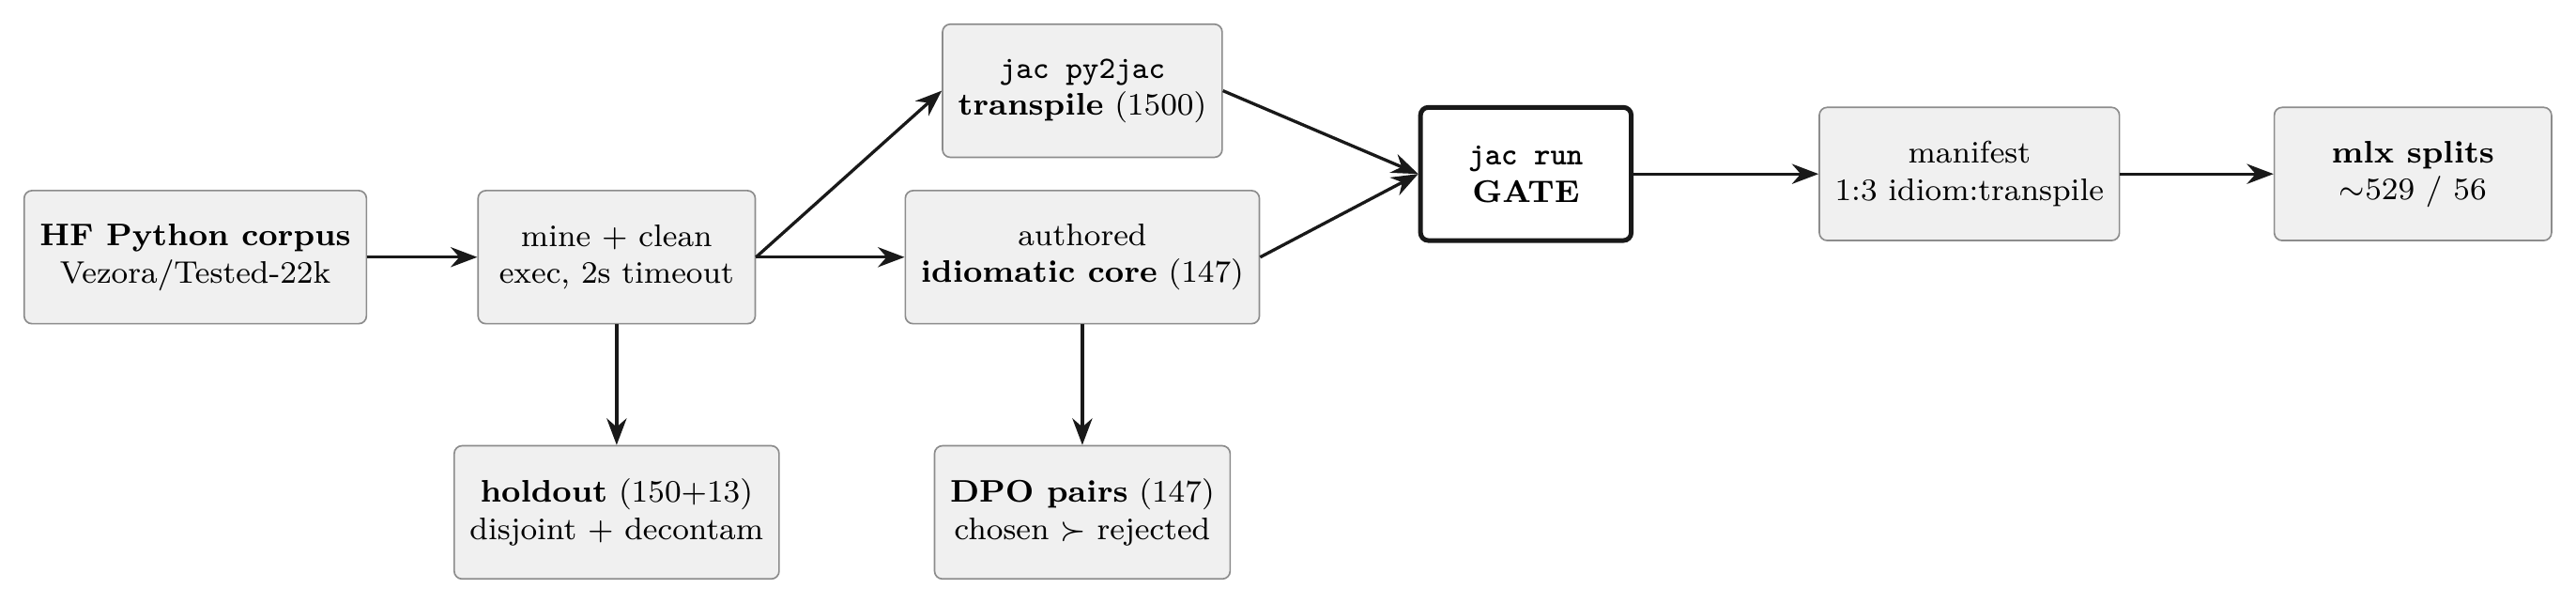 HF Python corpus
Vezora/Tested-22k
mine + clean
exec, 2s timeout
jac py2jac
transpile (1500)
authored
idiomatic core (147)
jac run
GATE
manifest
1:3 idiom:transpile
mlx splits
∼529 / 56
holdout (150+13)
disjoint + decontam
DPO pairs (147)
chosen ≻ rejected